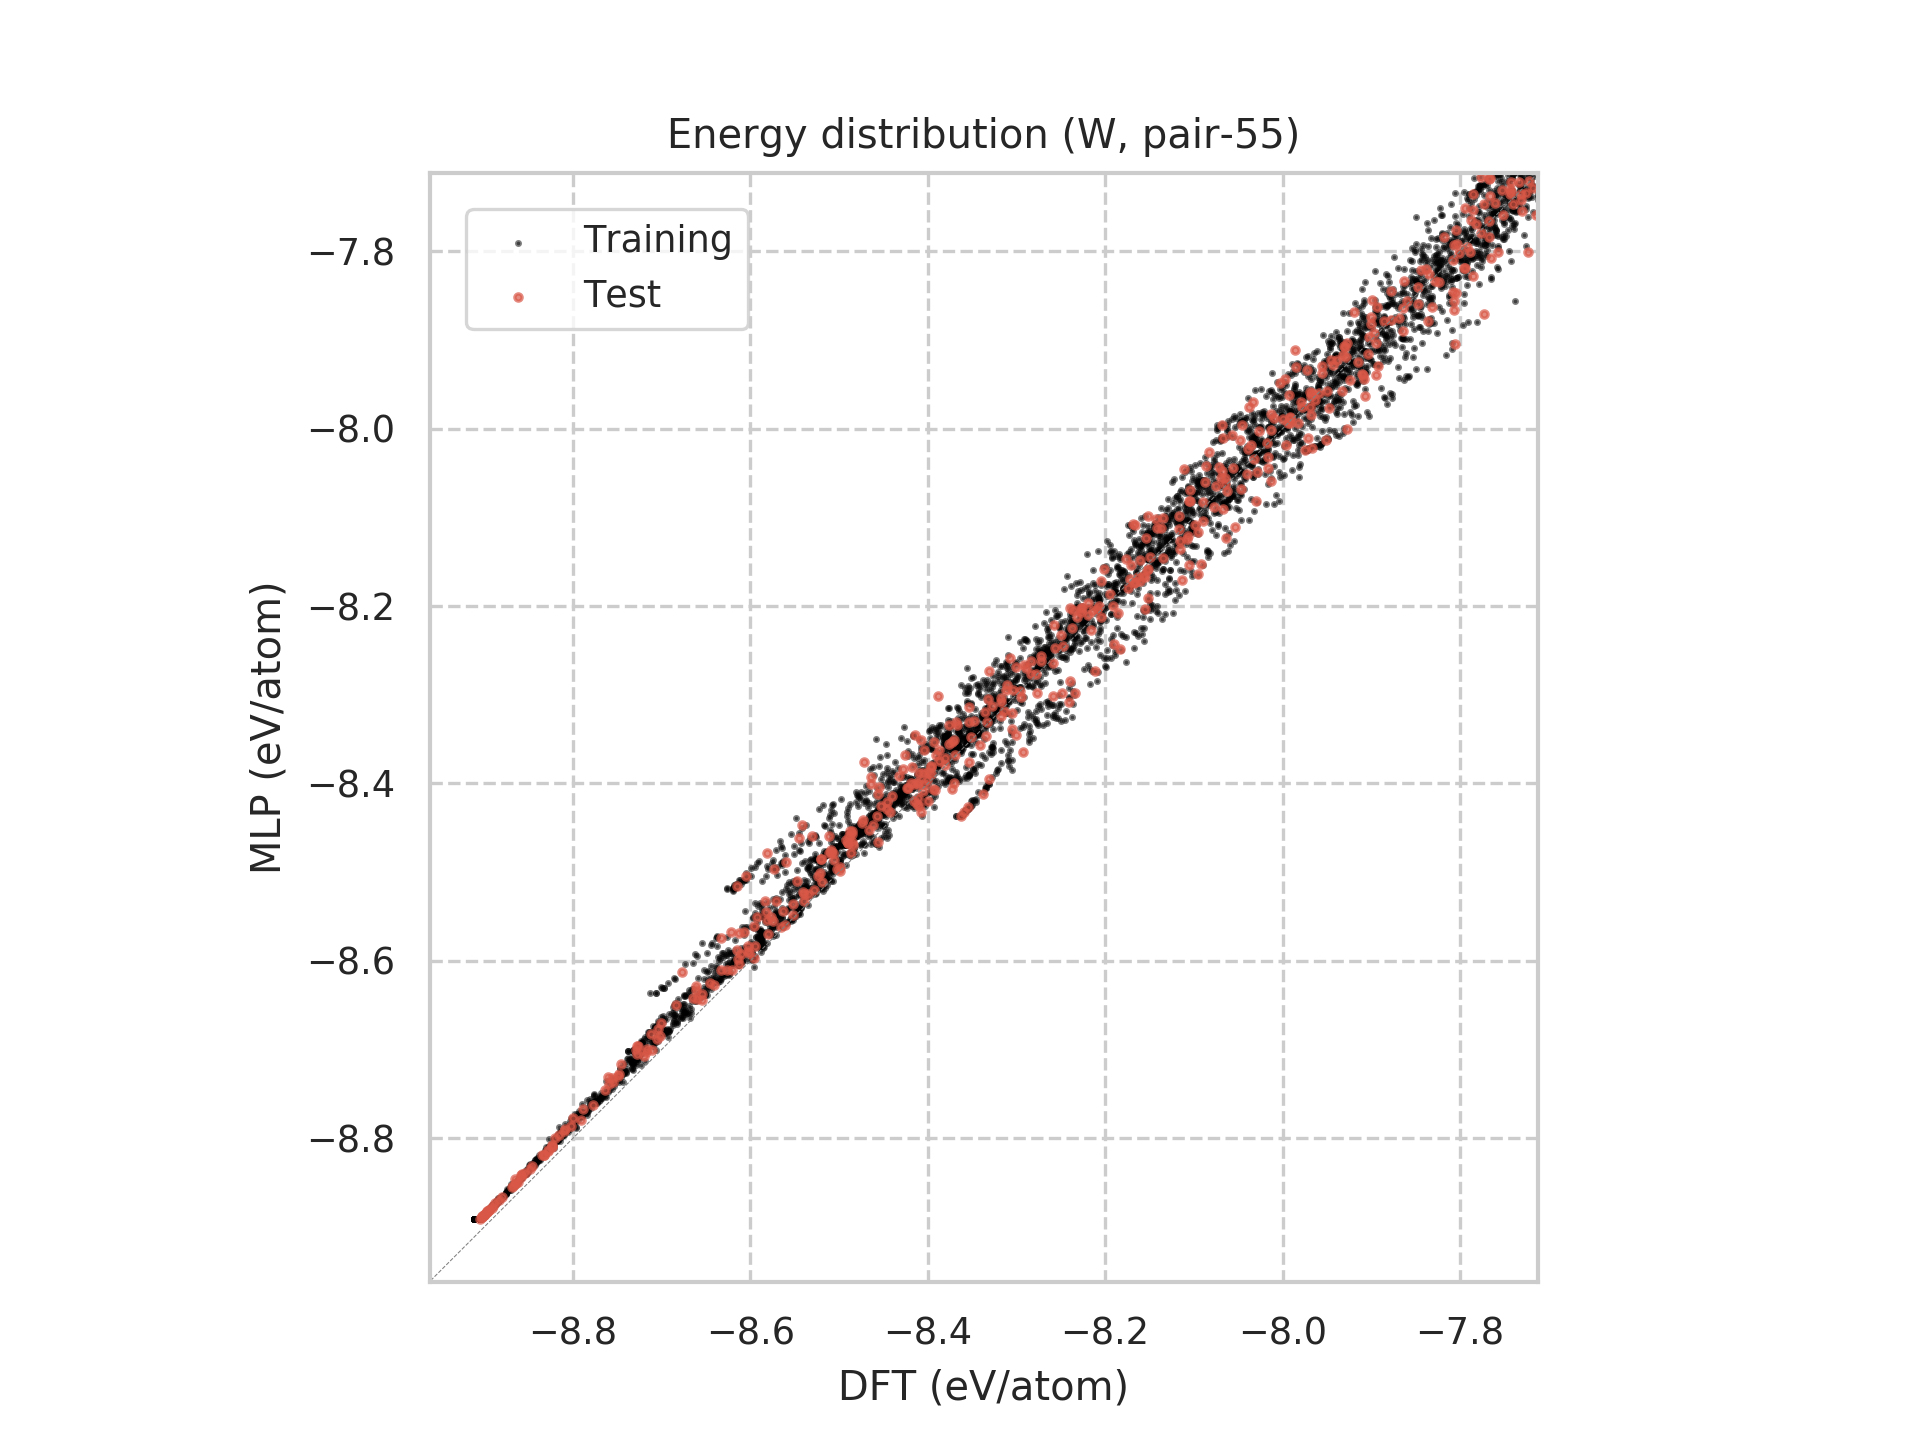 Energy distribution (W, pair-55)
Training
Test
−7.8
−8.0
−8.2
−8.4
−8.6
−8.8
MLP (eV/atom)
−8.8
−8.6
−8.4
−8.2
−8.0
−7.8
DFT (eV/atom)